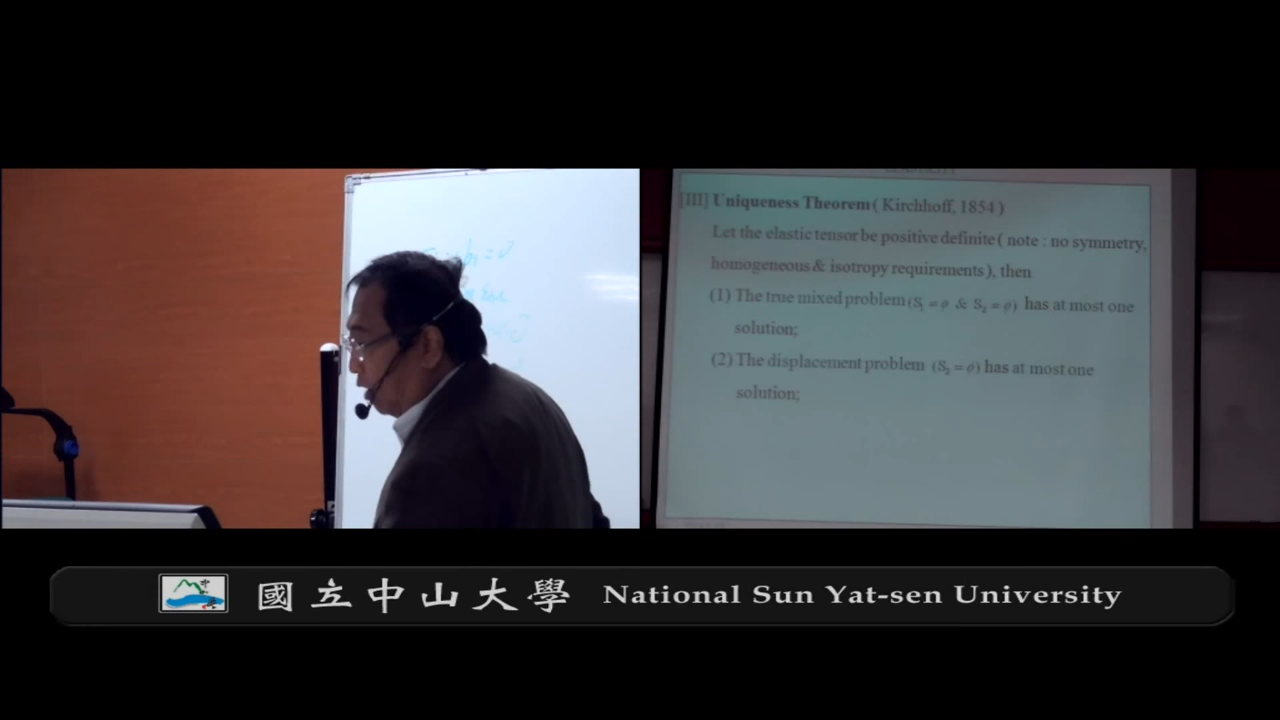 [III] Uniqueness Theorem ( Kirchhoff, 1854 )
Let the elastic tensor be positive definite ( note : no symmetry,
homogeneous & isotropy requirements ), then
(1) The true mixed problem (S₁ = φ & S₂ = φ) has at most one
solution;
(2) The displacement problem (S₂ = φ) has at most one
solution;
國立中山大學 National Sun Yat-sen University